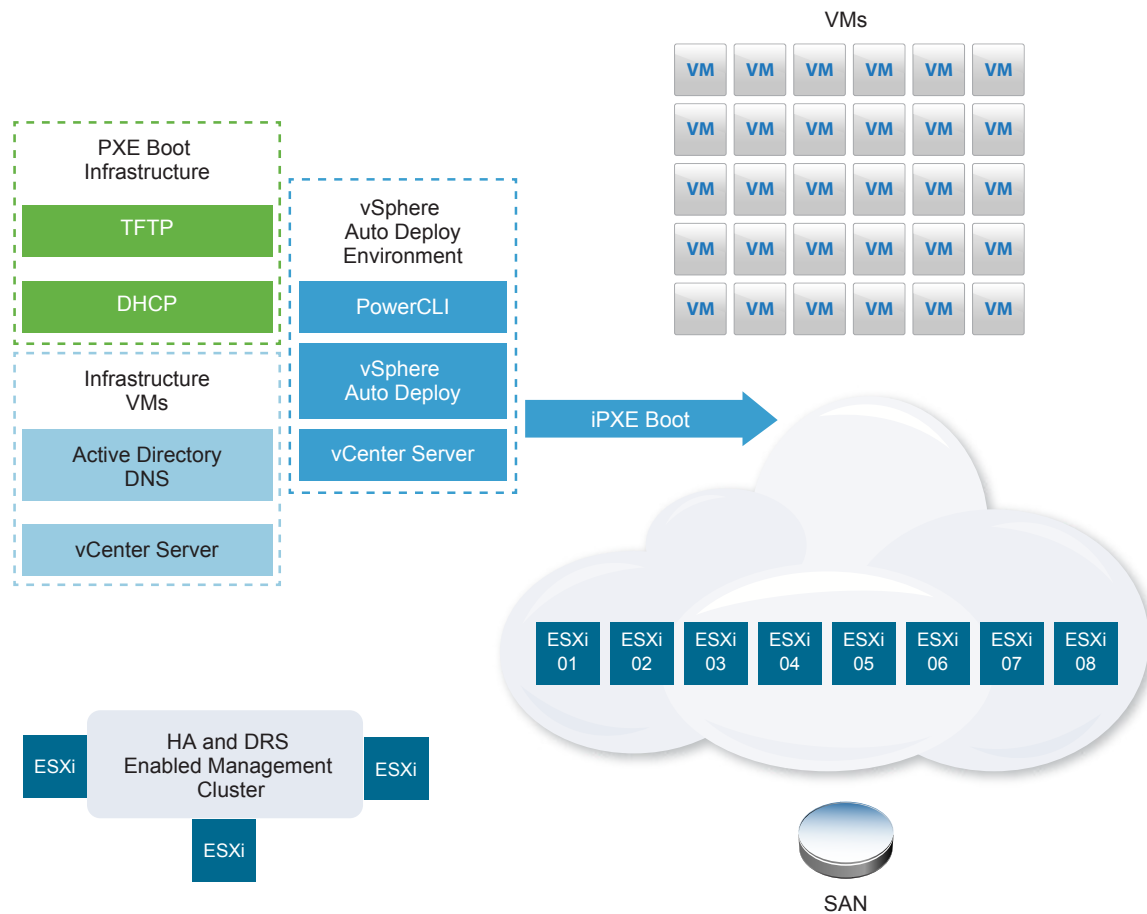 VMs
VM VM VM VM VM VM
VM VM VM VM VM VM
VM VM VM VM VM VM
VM VM VM VM VM VM
VM VM VM VM VM VM
PXE Boot
Infrastructure
TFTP
DHCP
Infrastructure
VMs
Active Directory
DNS
vCenter Server
vSphere
Auto Deploy
Environment
PowerCLI
vSphere
Auto Deploy
vCenter Server
iPXE Boot
ESXi
01
ESXi
02
ESXi
03
ESXi
04
ESXi
05
ESXi
06
ESXi
07
ESXi
08
HA and DRS
Enabled Management
Cluster
ESXi
ESXi
ESXi
SAN